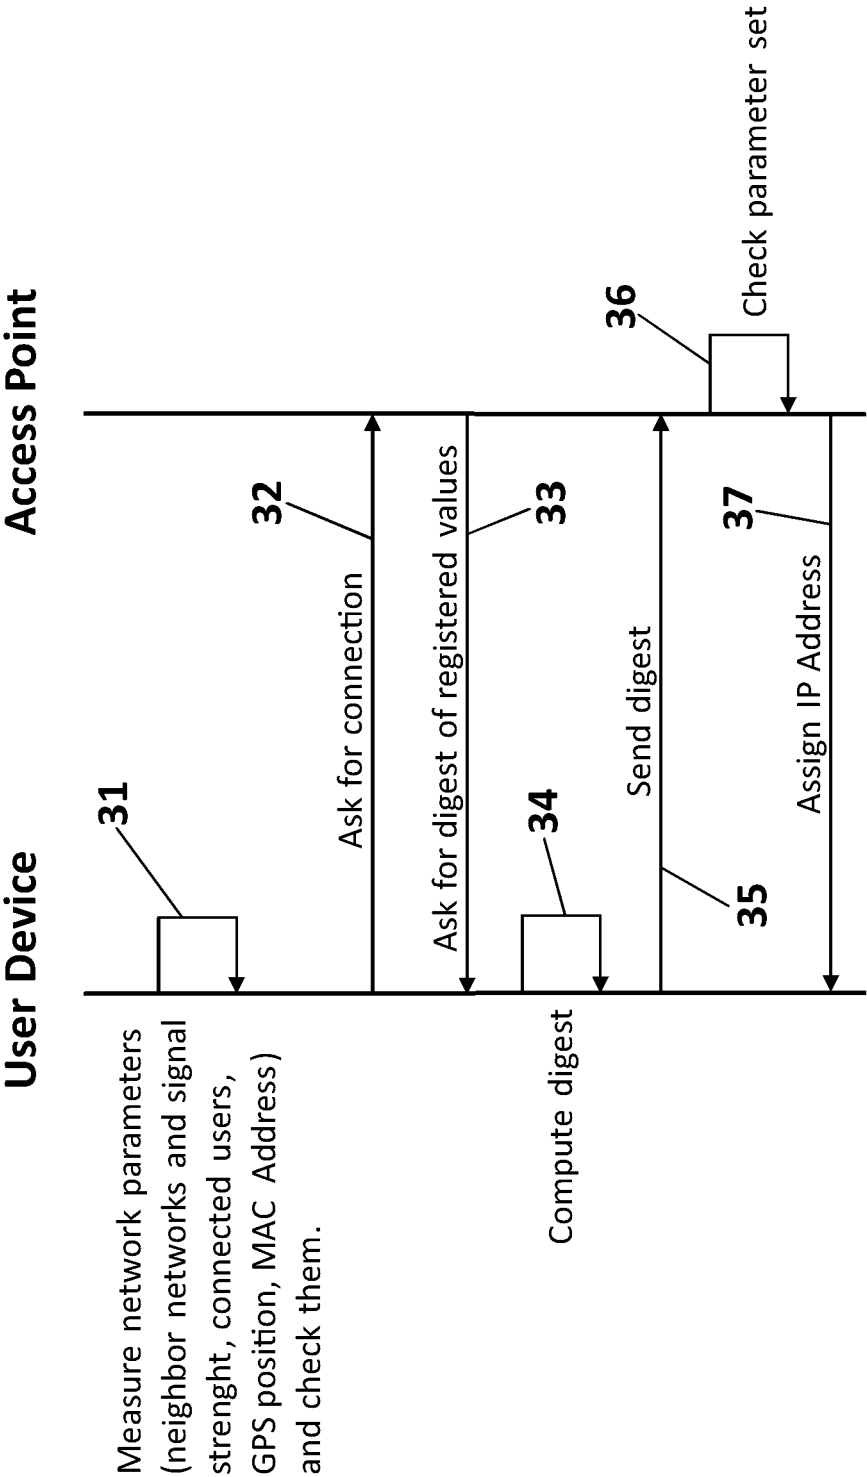 User Device
Access Point
31
Measure network parameters
(neighbor networks and signal
strenght, connected users,
GPS position, MAC Address)
and check them.
32
Ask for connection
Ask for digest of registered values
33
34
Compute digest
Send digest
35
36
Check parameter set
37
Assign IP Address